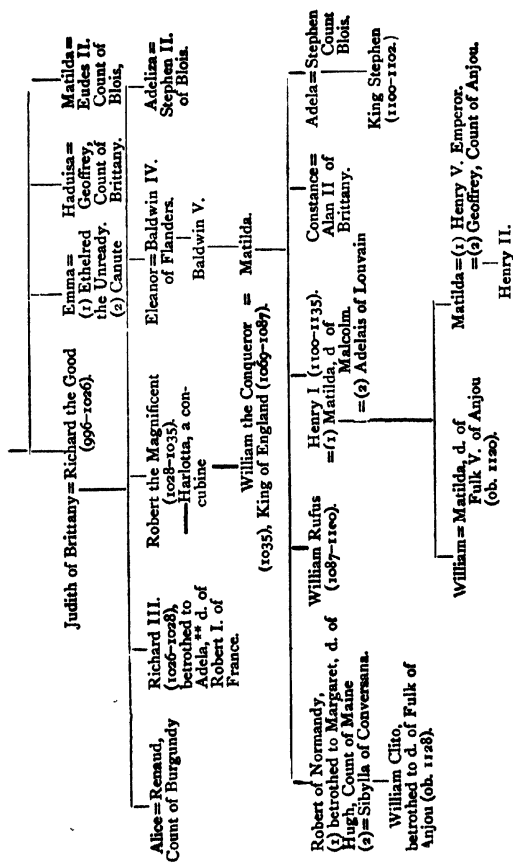 Judith of Brittany=Richard the Good
(996-1026).
Emma=
(1) Ethelred
the Unready.
(2) Canute
Haduisa=
Geoffrey,
Count of
Brittany.
Matilda=
Eudes II.
Count of
Blois,
Alice=Renaud,
Count of Burgundy
Richard III.
(1026-1028),
betrothed to
Adela,** d. of
Robert I. of
France.
Robert the Magnificent
(1028-1035).
Harlotta, a con-
cubine
Eleanor=Baldwin IV.
of Flanders.
Baldwin V.
Adeliza=
Stephen II.
of Blois.
William the Conqueror =
(1035), King of England (1069-1087).
Matilda.
Robert of Normandy,
(1) betrothed to Margaret, d. of
Hugh, Count of Maine
(2)=Sibylla of Conversana.
William Clito,
betrothed to d. of Fulk of
Anjou (ob. 1128).
William Rufus
(1087-1100).
Henry I (1100-1135).
=(1) Matilda, d. of
Malcolm.
=(2) Adelais of Louvain
Constance=
Alan II of
Brittany.
Adela=Stephen
Count
Blois.
King Stephen
(1100-1102.)
William=Matilda, d. of
Fulk V. of Anjou
(ob. 1120).
Matilda=(1) Henry V. Emperor.
=(2) Geoffrey, Count of Anjou.
Henry II.